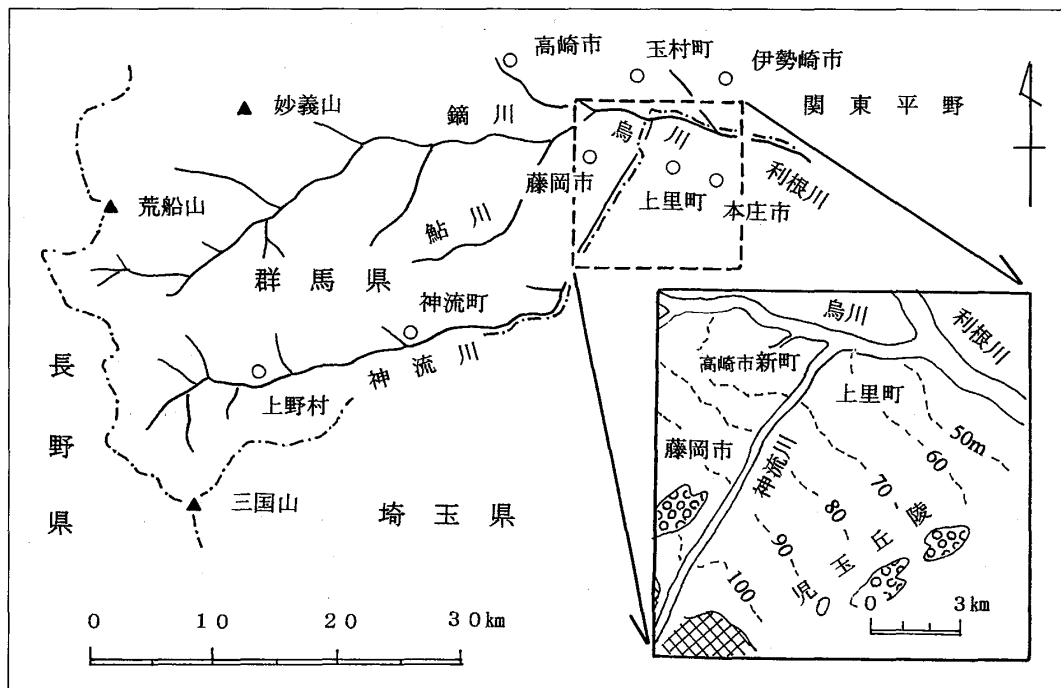 高崎市
玉村町
伊勢崎市
関東平野
妙義山
鏑川
烏川
藤岡市
上里町
本庄市
利根川
荒船山
鮎川
群馬県
神流町
神流川
上野村
長野県
三国山
埼玉県
0 10 20 30km
烏川
利根川
高崎市新町
上里町
藤岡市
神流川
50m
60
70
80
90
100
児玉丘陵
0 3km